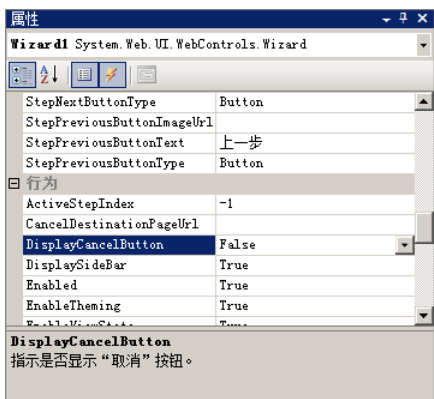 属性
Wizard1 System.Web.UI.WebControls.Wizard
StepNextButtonType Button
StepPreviousButtonImageUrl
StepPreviousButtonText 上一步
StepPreviousButtonType Button
行为
ActiveStepIndex -1
CancelDestinationPageUrl
DisplayCancelButton False
DisplaySideBar True
Enabled True
EnableTheming True
EnableViewState True
DisplayCancelButton
指示是否显示“取消”按钮。